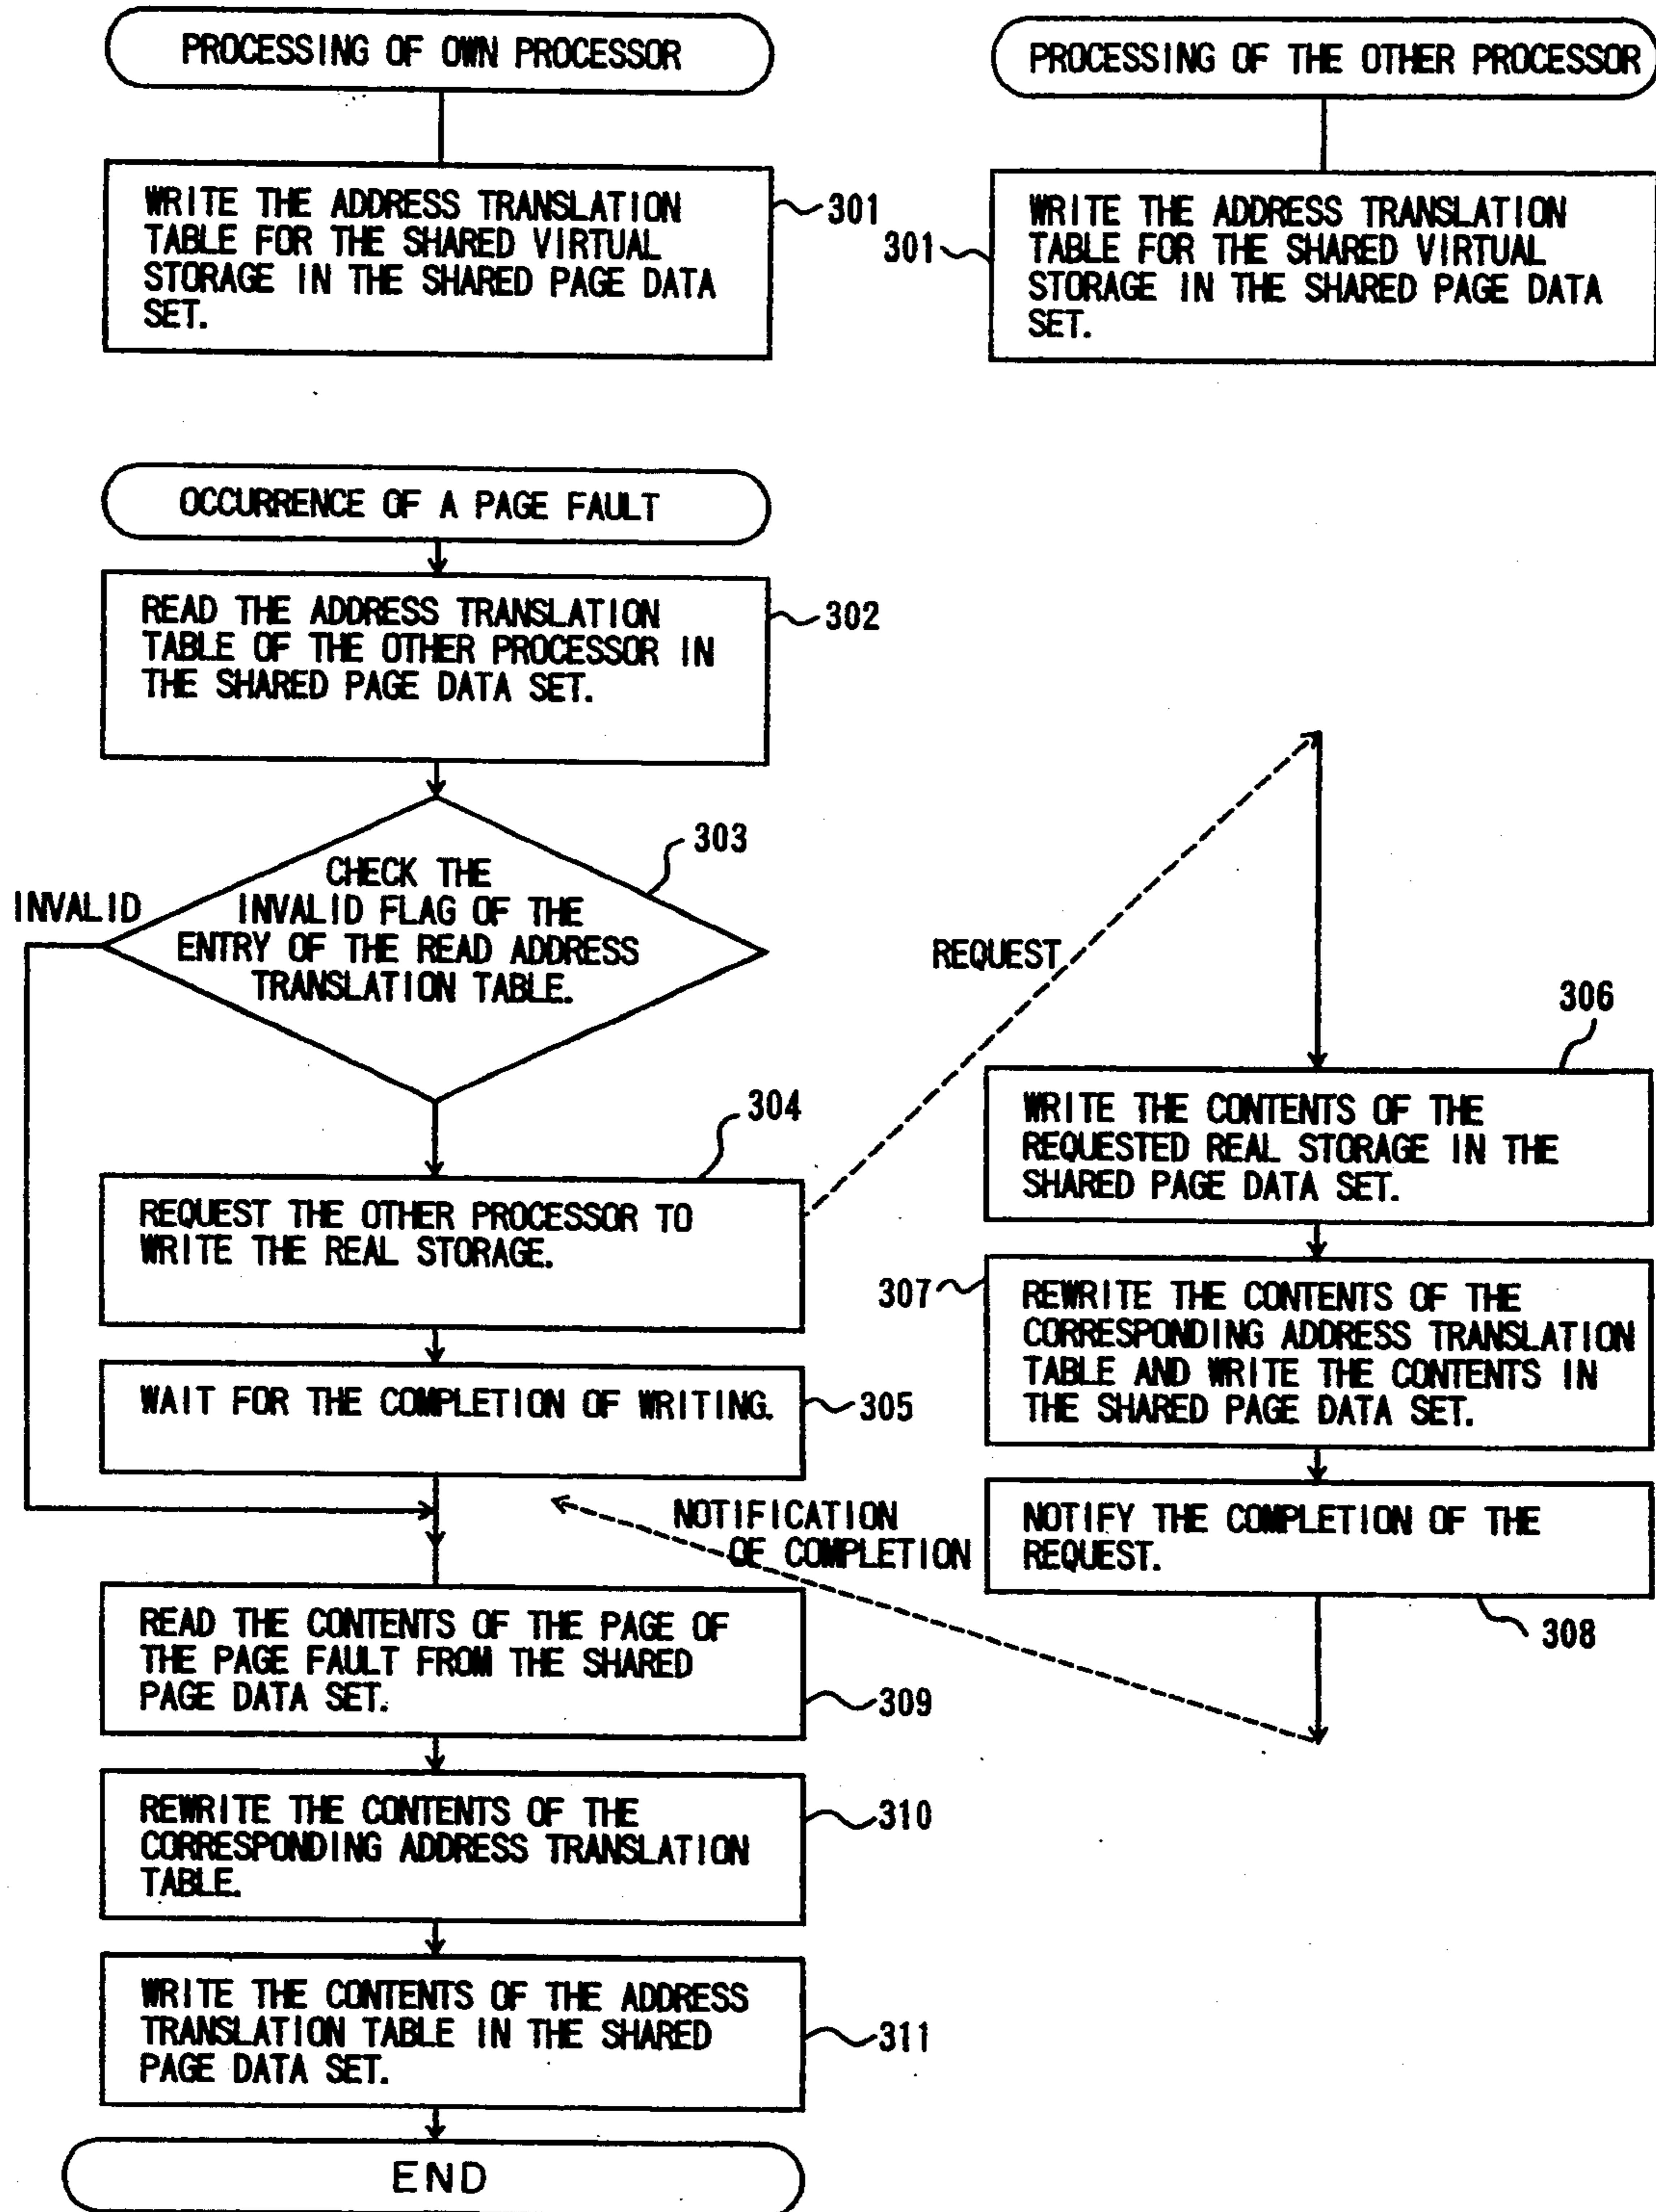 PROCESSING OF OWN PROCESSOR
PROCESSING OF THE OTHER PROCESSOR
WRITE THE ADDRESS TRANSLATION
TABLE FOR THE SHARED VIRTUAL
STORAGE IN THE SHARED PAGE DATA
SET.
301
301
WRITE THE ADDRESS TRANSLATION
TABLE FOR THE SHARED VIRTUAL
STORAGE IN THE SHARED PAGE DATA
SET.
OCCURRENCE OF A PAGE FAULT
READ THE ADDRESS TRANSLATION
TABLE OF THE OTHER PROCESSOR IN
THE SHARED PAGE DATA SET.
302
303
CHECK THE
INVALID FLAG OF THE
ENTRY OF THE READ ADDRESS
TRANSLATION TABLE.
INVALID
REQUEST
304
REQUEST THE OTHER PROCESSOR TO
WRITE THE REAL STORAGE.
WAIT FOR THE COMPLETION OF WRITING.
305
306
WRITE THE CONTENTS OF THE
REQUESTED REAL STORAGE IN THE
SHARED PAGE DATA SET.
307
REWRITE THE CONTENTS OF THE
CORRESPONDING ADDRESS TRANSLATION
TABLE AND WRITE THE CONTENTS IN
THE SHARED PAGE DATA SET.
NOTIFY THE COMPLETION OF THE
REQUEST.
308
NOTIFICATION
OF COMPLETION
READ THE CONTENTS OF THE PAGE OF
THE PAGE FAULT FROM THE SHARED
PAGE DATA SET.
309
REWRITE THE CONTENTS OF THE
CORRESPONDING ADDRESS TRANSLATION
TABLE.
310
WRITE THE CONTENTS OF THE ADDRESS
TRANSLATION TABLE IN THE SHARED
PAGE DATA SET.
311
END